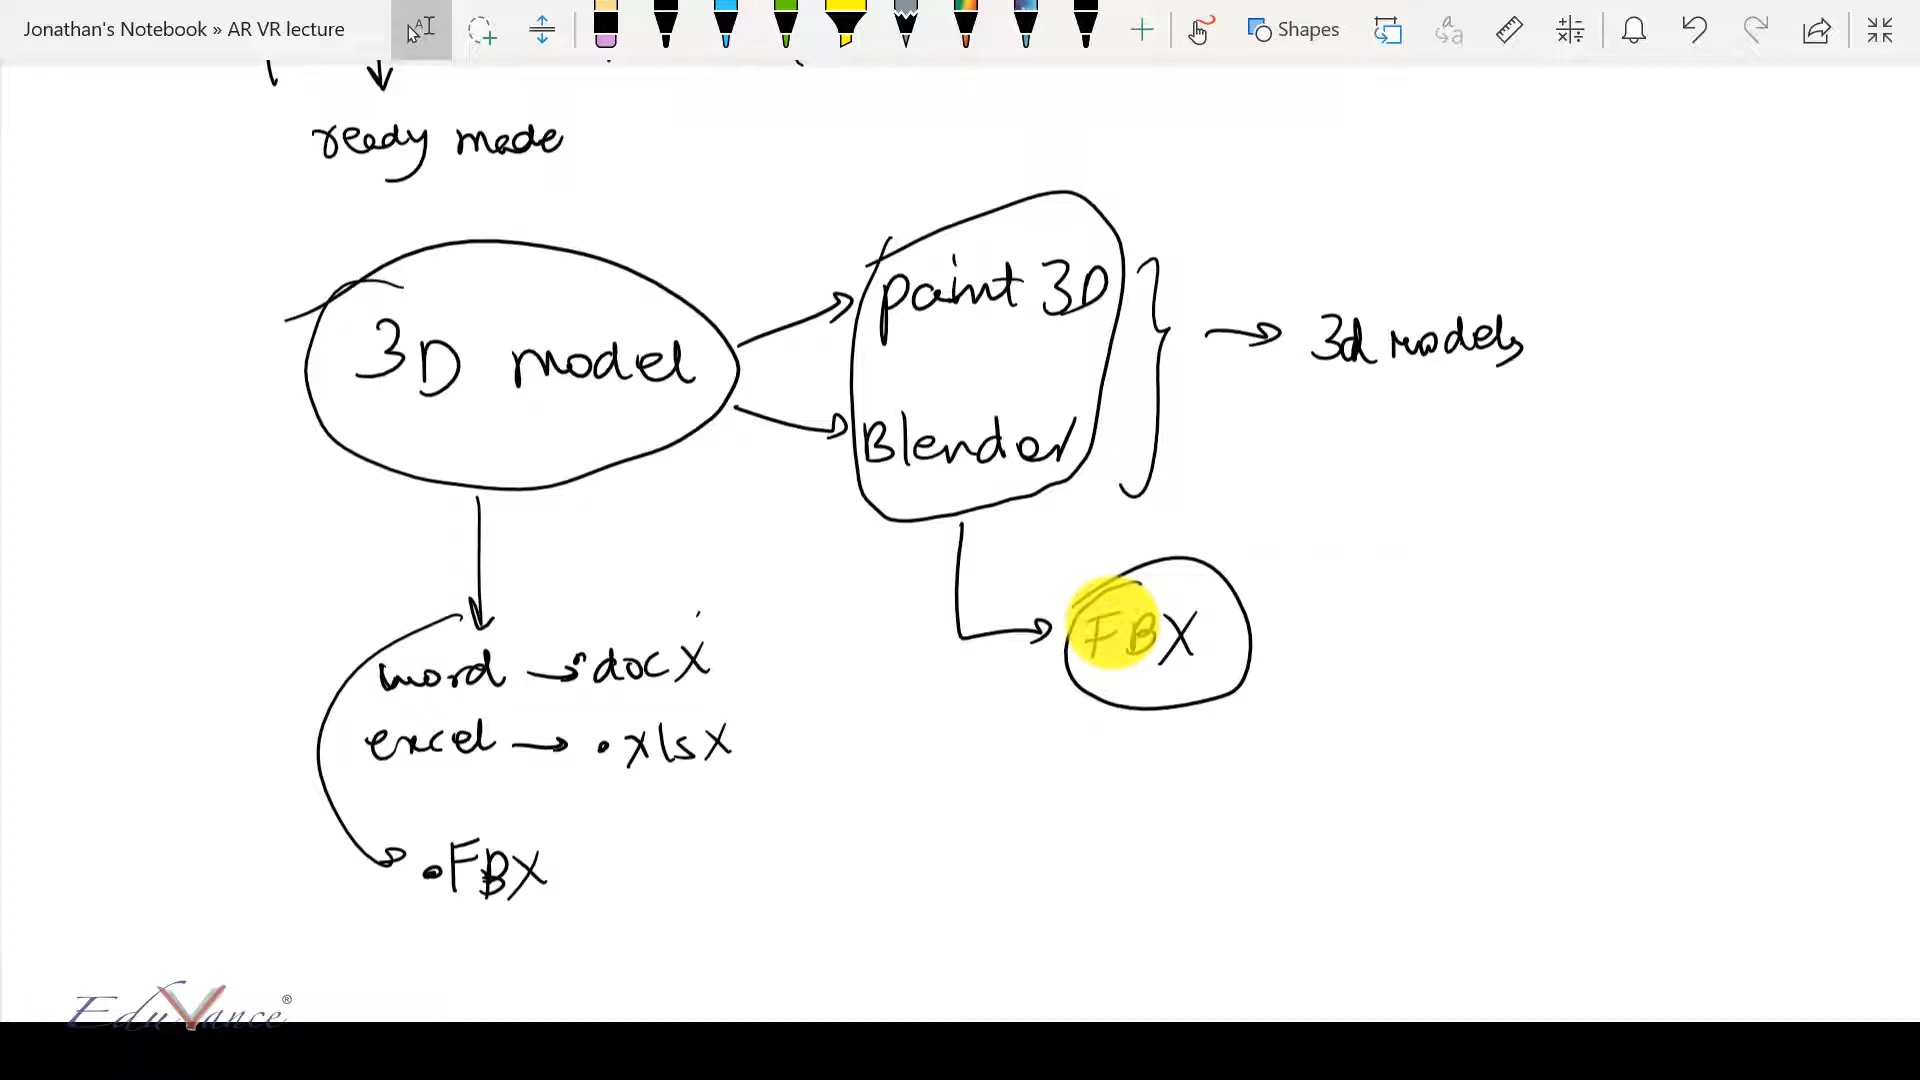 Jonathan's Notebook » AR VR lecture
Shapes
ready made
3D model
paint 3D
Blender
3d models
FBX
word → docX
excel → .xlsX
.FBX
EduVance®